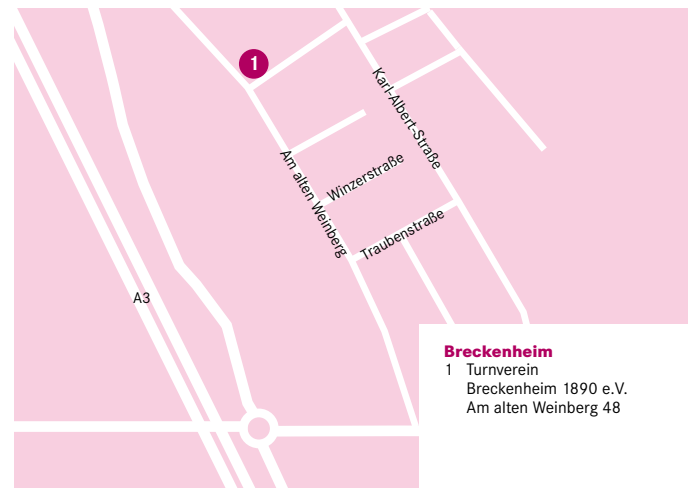 1
Karl-Albert-Straße
Am alten Weinberg
Winzerstraße
Traubenstraße
A3
Breckenheim
1 Turnverein
Breckenheim 1890 e.V.
Am alten Weinberg 48